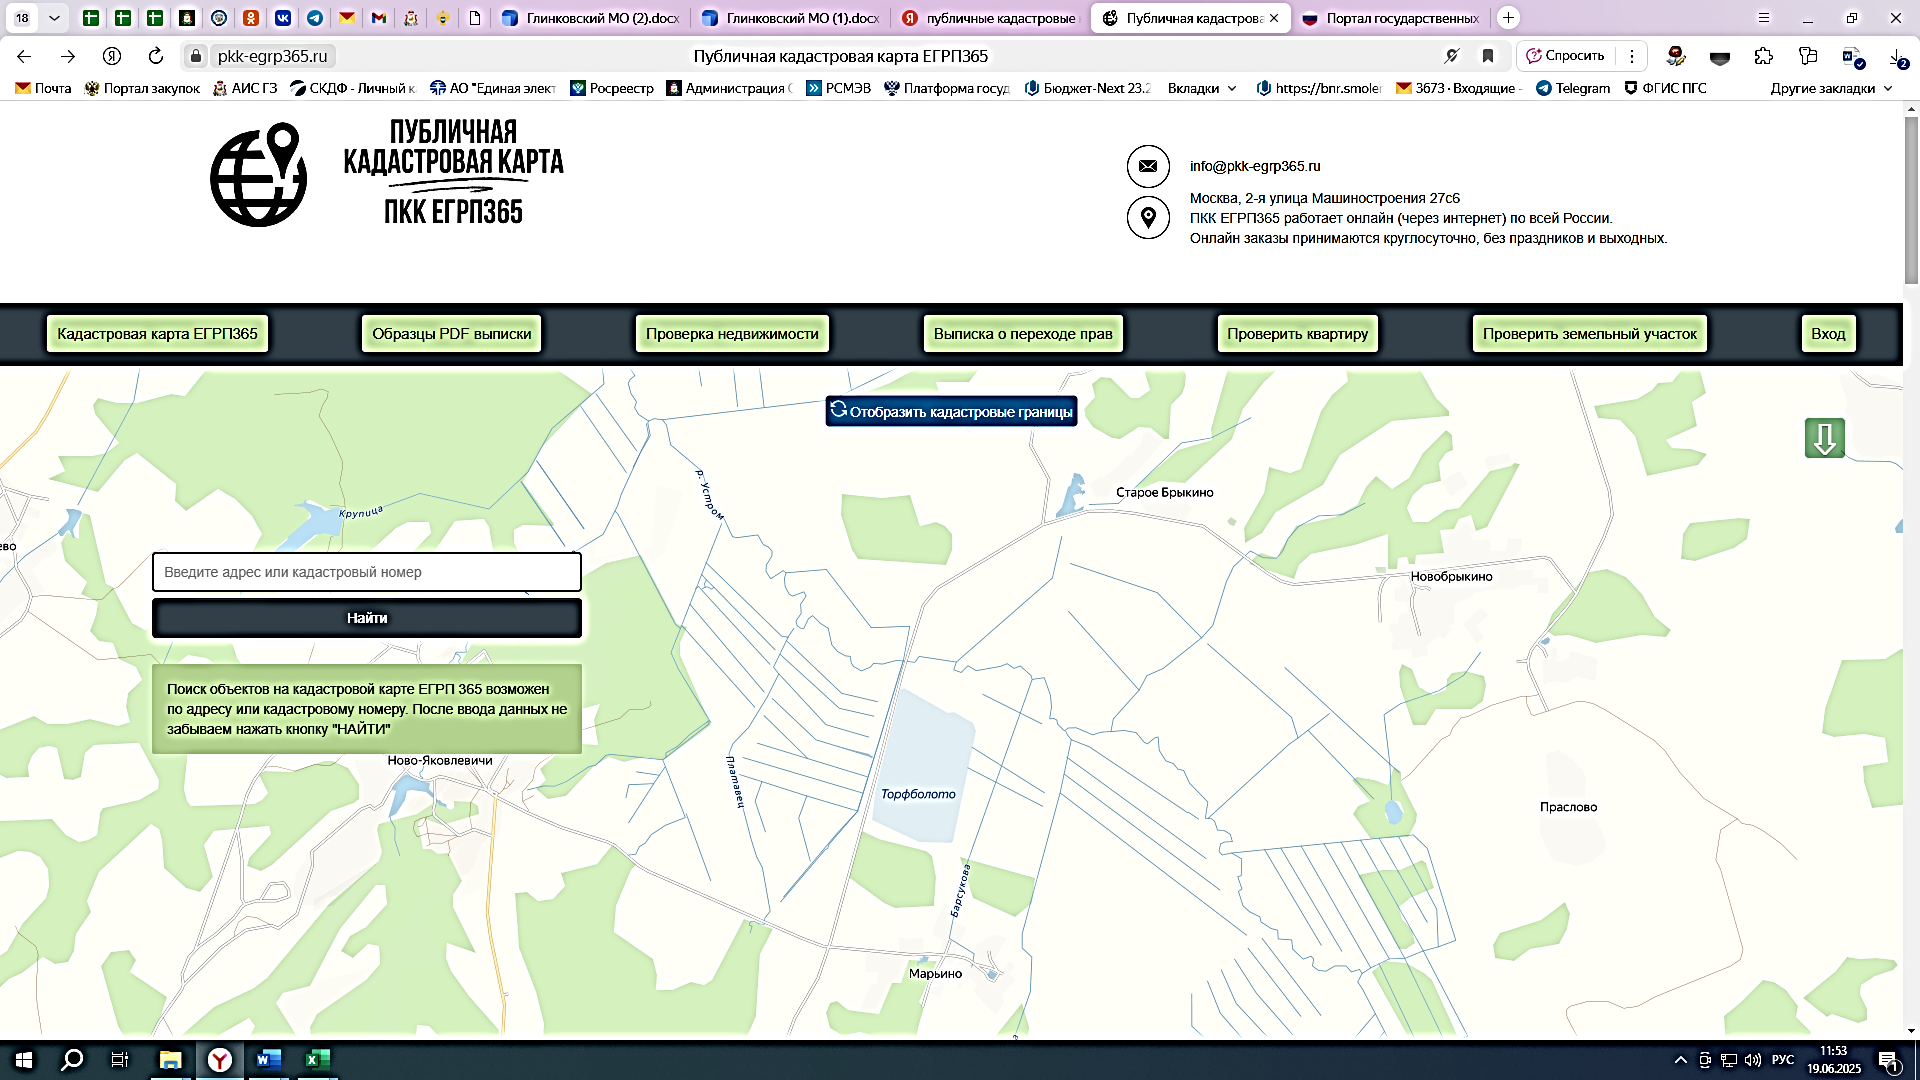 18
Глинковский МО (2).docx
Глинковский МО (1).docx
публичные кадастровые
Публичная кадастрова
Портал государственных
pkk-egrp365.ru
Публичная кадастровая карта ЕГРП365
Спросить
2
Почта
Портал закупок
АИС ГЗ
СКДФ - Личный к
АО "Единая элект
Росреестр
Администрация С
РСМЭВ
Платформа госуд
Бюджет-Next 23.2
Вкладки
https://bnr.smoler
3673 · Входящие -
Telegram
ФГИС ПГС
Другие закладки
ПУБЛИЧНАЯ
КАДАСТРОВАЯ КАРТА
ПКК ЕГРП365
info@pkk-egrp365.ru
Москва, 2-я улица Машиностроения 27с6
ПКК ЕГРП365 работает онлайн (через интернет) по всей России.
Онлайн заказы принимаются круглосуточно, без праздников и выходных.
Кадастровая карта ЕГРП365
Образцы PDF выписки
Проверка недвижимости
Выписка о переходе прав
Проверить квартиру
Проверить земельный участок
Вход
Отобразить кадастровые границы
р. Устром
Старое Брыкино
Крупица
ево
Введите адрес или кадастровый номер
Новобрыкино
Найти
Поиск объектов на кадастровой карте ЕГРП 365 возможен
по адресу или кадастровому номеру. После ввода данных не
забываем нажать кнопку "НАЙТИ"
Ново-Яковлевичи
Платавец
Торфболото
Праслово
Барсукова
Марьино
РУС
11:53
19.06.2025
1